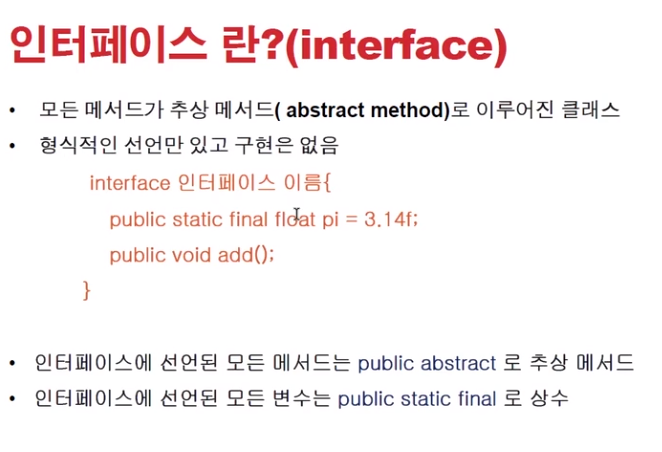 인터페이스 란?(interface)
• 모든 메서드가 추상 메서드( abstract method)로 이루어진 클래스
• 형식적인 선언만 있고 구현은 없음
interface 인터페이스 이름{
public static final float pi = 3.14f;
public void add();
}
• 인터페이스에 선언된 모든 메서드는 public abstract 로 추상 메서드
• 인터페이스에 선언된 모든 변수는 public static final 로 상수